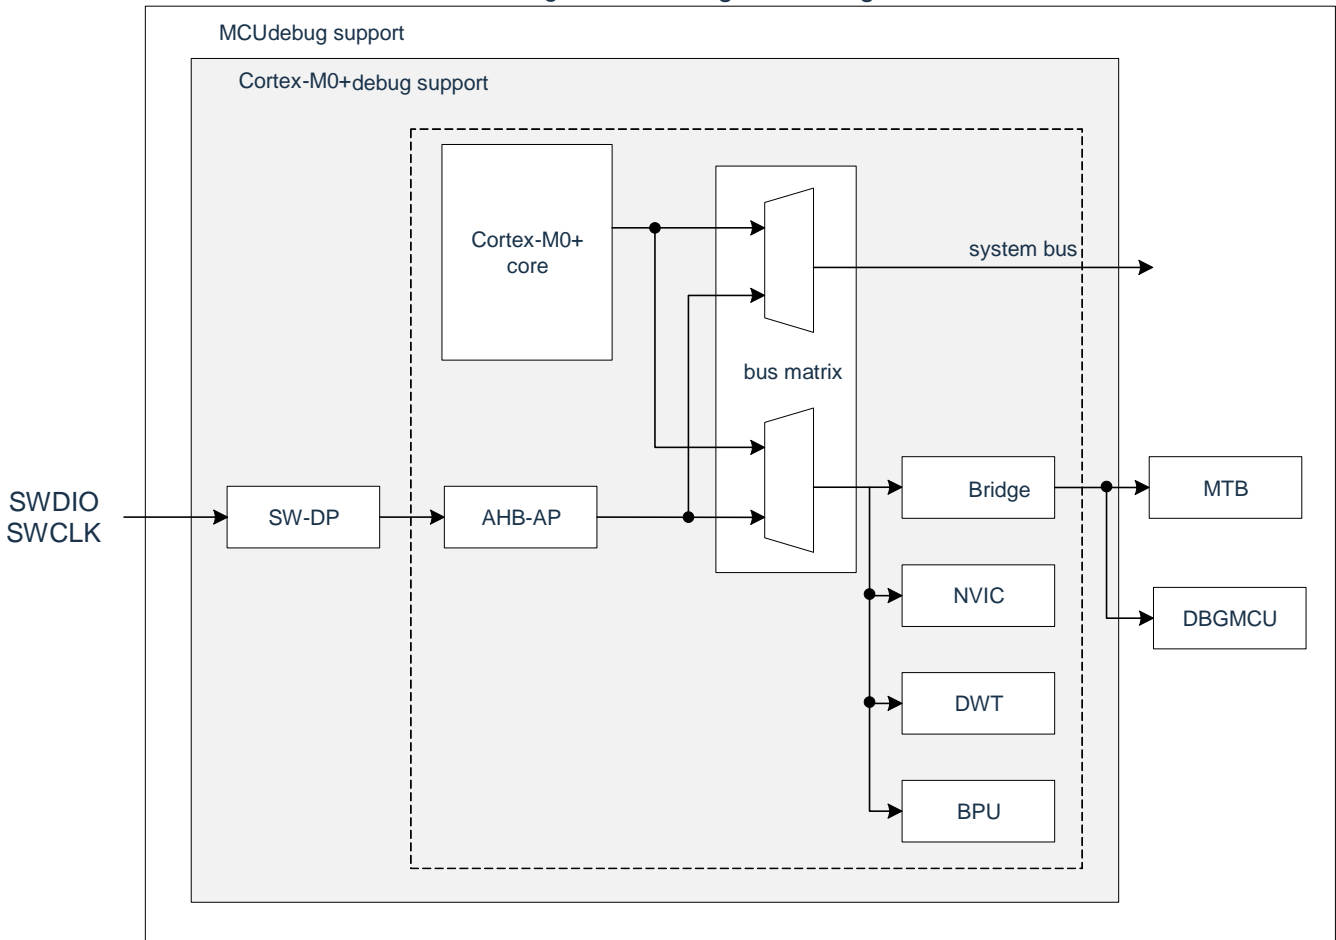 MCUdebug support
Cortex-M0+debug support
Cortex-M0+
core
system bus
bus matrix
SWDIO
SWCLK
SW-DP
AHB-AP
Bridge
MTB
NVIC
DBGMCU
DWT
BPU